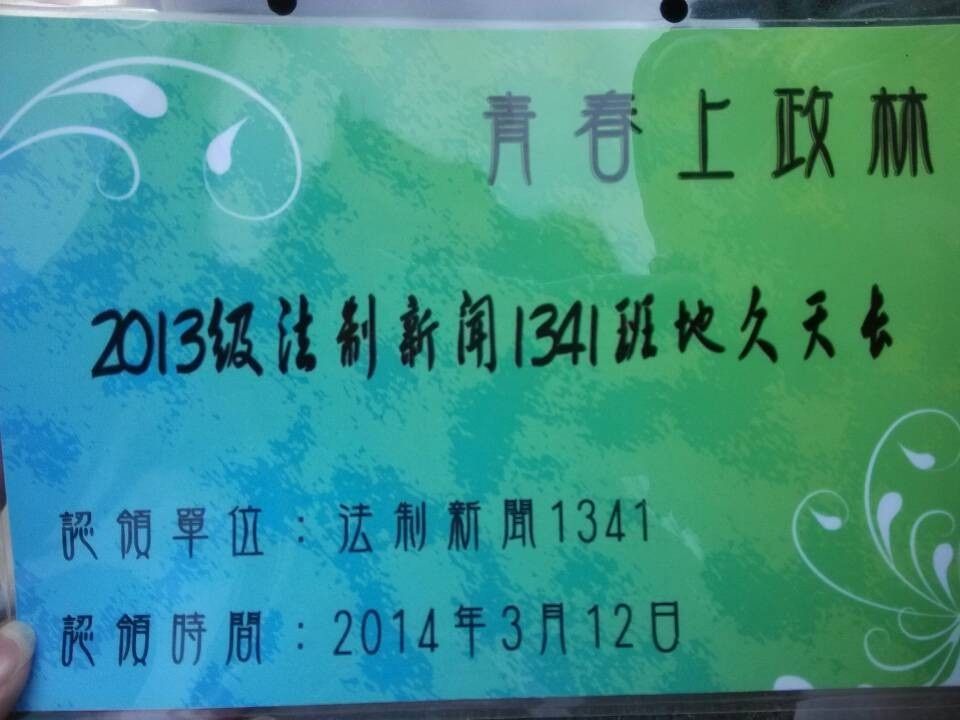 青春上政林
2013级法制新闻1341班地久天长
認領單位：法制新聞1341
認領時間：2014年3月12日